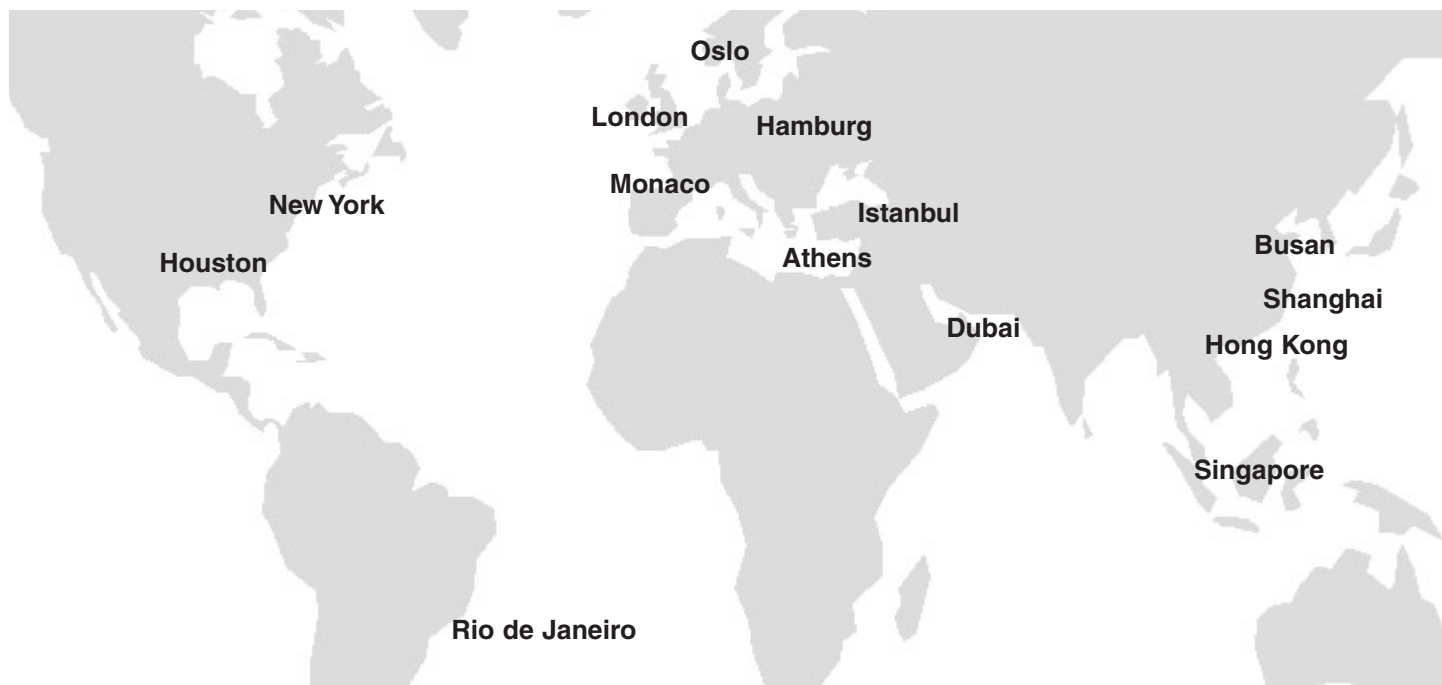 Oslo
London
Hamburg
Monaco
New York
Istanbul
Busan
Athens
Houston
Shanghai
Dubai
Hong Kong
Singapore
Rio de Janeiro